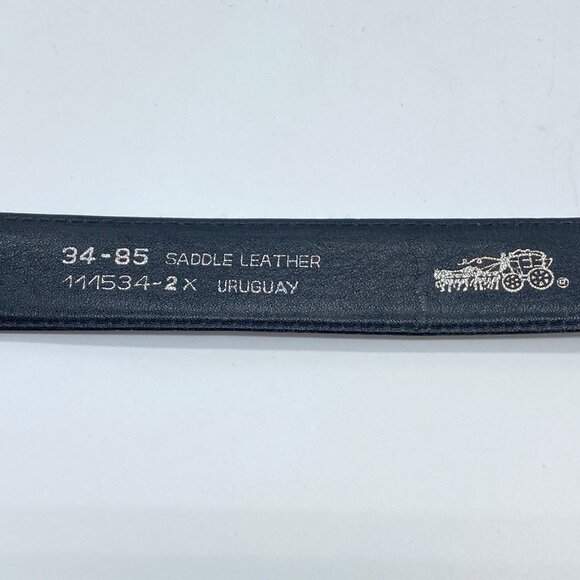 34-85 SADDLE LEATHER
111534-2X URUGUAY
®